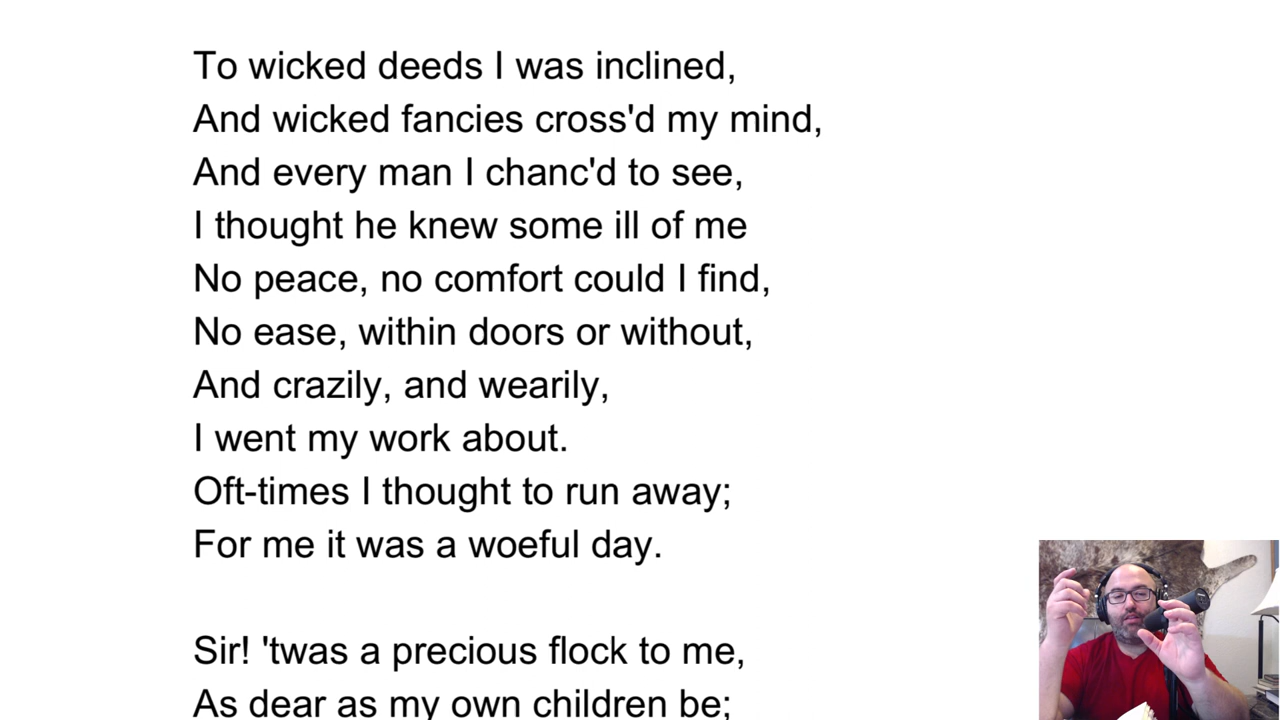 To wicked deeds I was inclined,
And wicked fancies cross'd my mind,
And every man I chanc'd to see,
I thought he knew some ill of me
No peace, no comfort could I find,
No ease, within doors or without,
And crazily, and wearily,
I went my work about.
Oft-times I thought to run away;
For me it was a woeful day.
Sir! 'twas a precious flock to me,
As dear as my own children be;